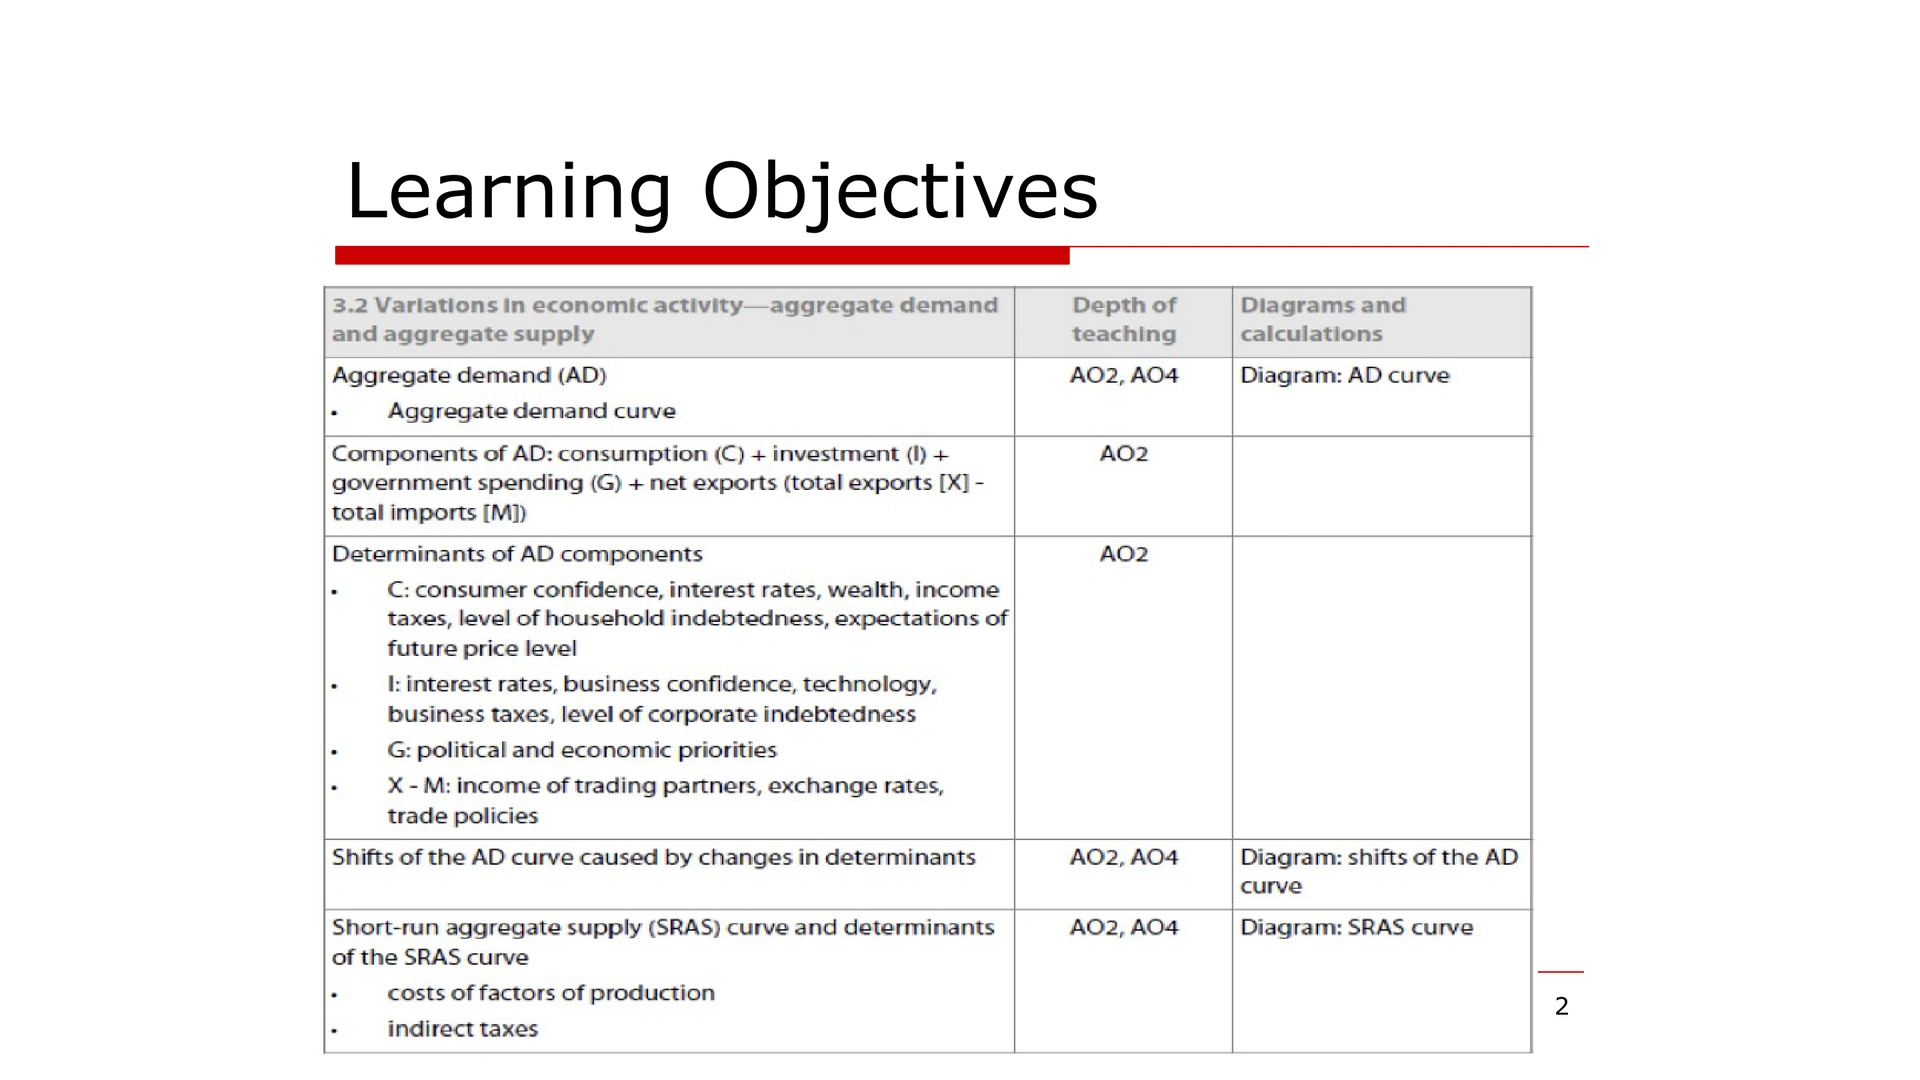 Learning Objectives
3.2 Variations in economic activity—aggregate demand
and aggregate supply
Depth of
teaching
Diagrams and
calculations
Aggregate demand (AD)
• Aggregate demand curve
AO2, AO4
Diagram: AD curve
Components of AD: consumption (C) + investment (I) +
government spending (G) + net exports (total exports [X] -
total imports [M])
AO2
Determinants of AD components
• C: consumer confidence, interest rates, wealth, income
taxes, level of household indebtedness, expectations of
future price level
• I: interest rates, business confidence, technology,
business taxes, level of corporate indebtedness
• G: political and economic priorities
• X - M: income of trading partners, exchange rates,
trade policies
AO2
Shifts of the AD curve caused by changes in determinants
AO2, AO4
Diagram: shifts of the AD
curve
Short-run aggregate supply (SRAS) curve and determinants
of the SRAS curve
• costs of factors of production
• indirect taxes
AO2, AO4
Diagram: SRAS curve
2